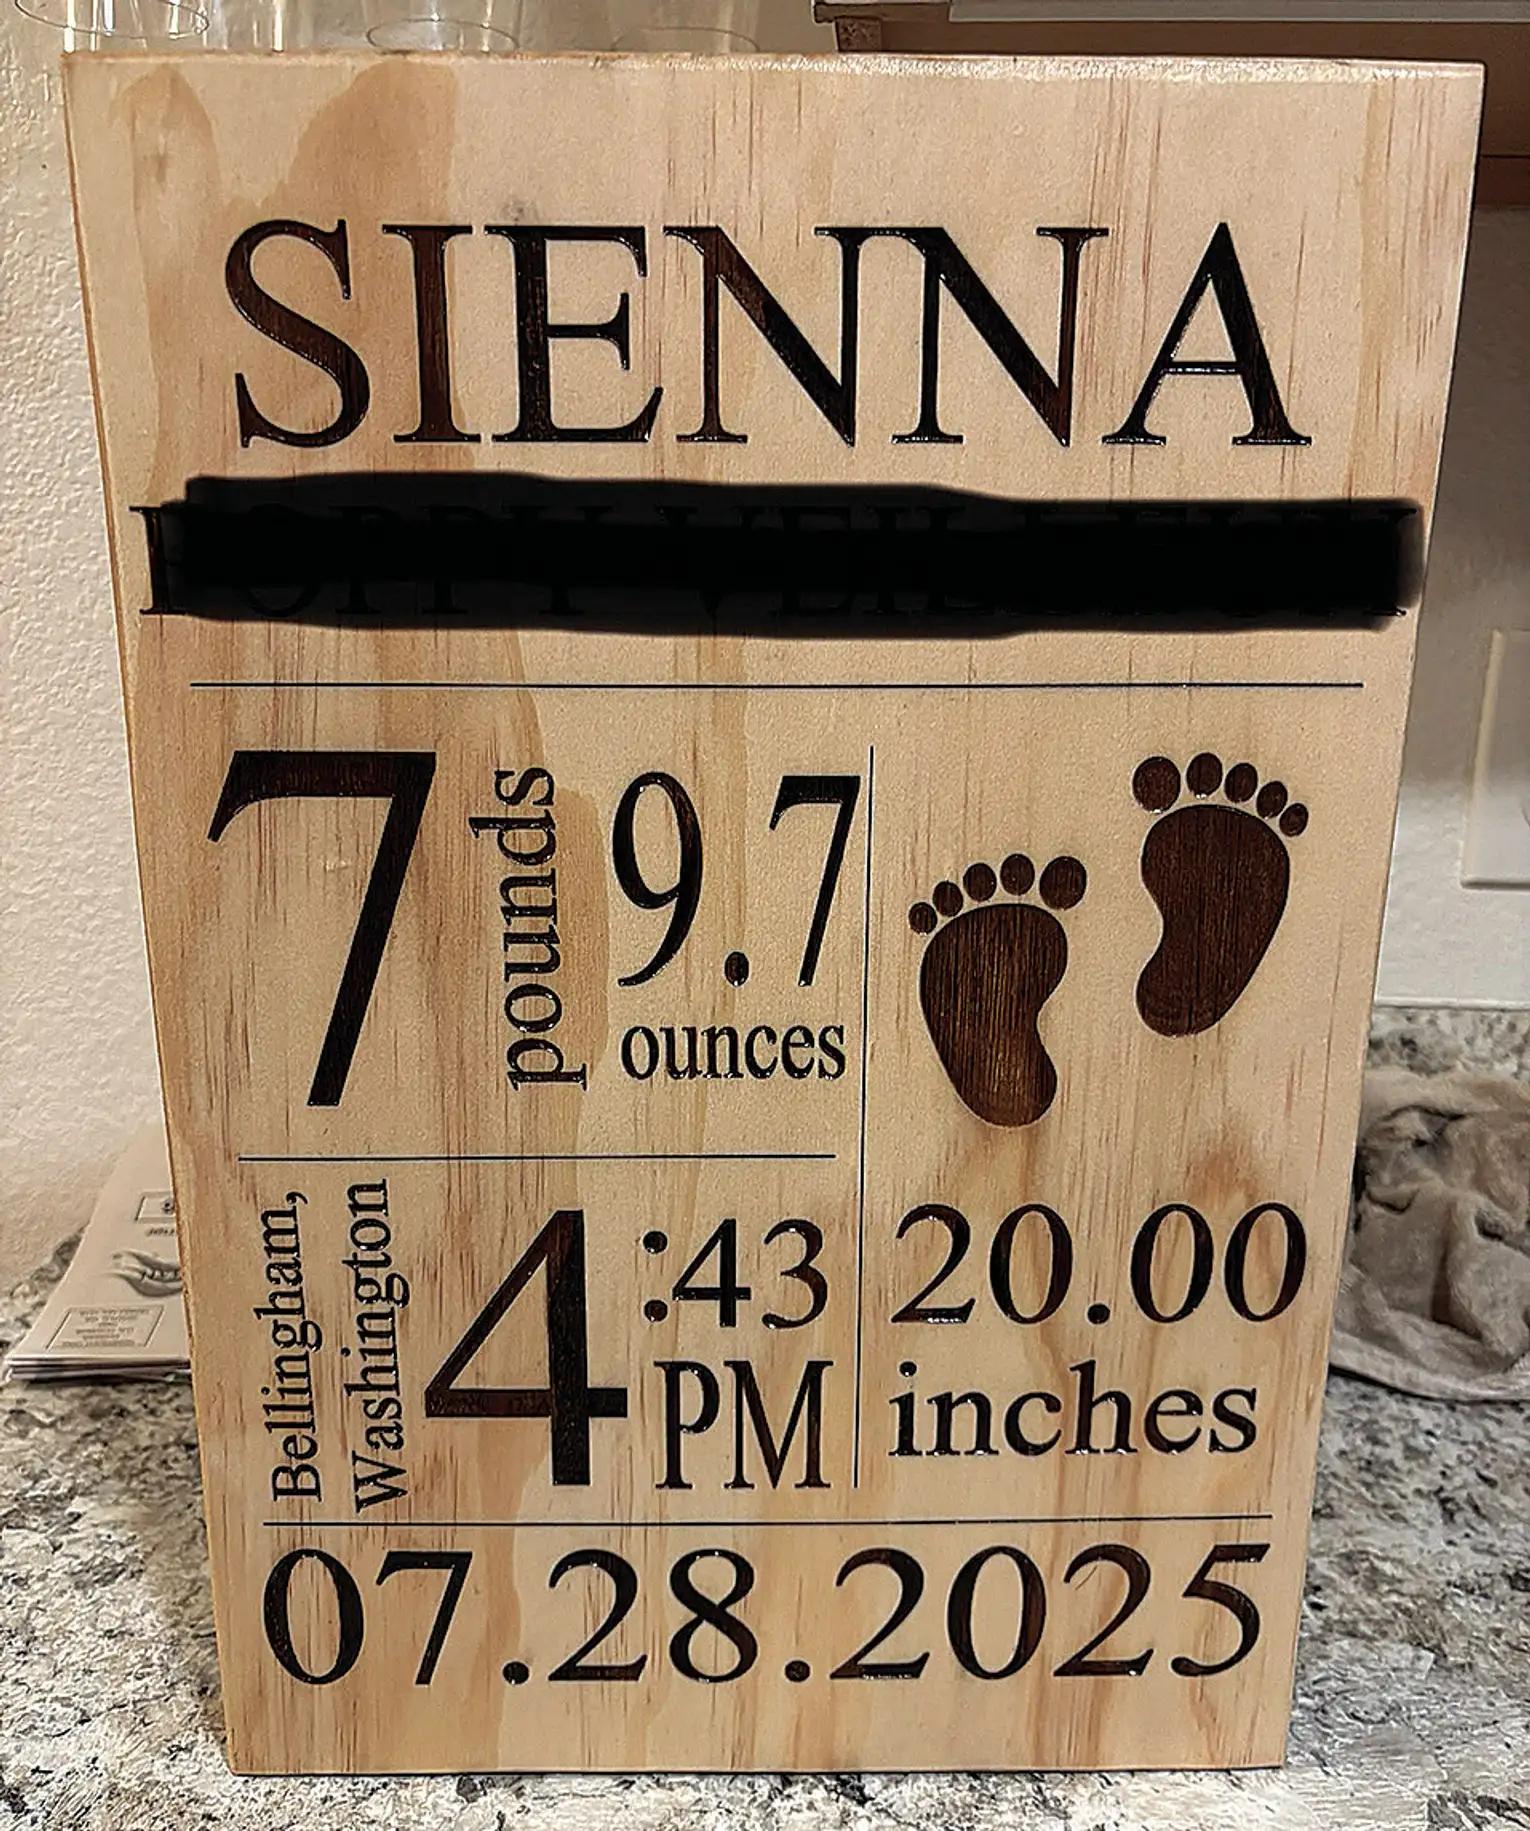 SIENNA
7 pounds 9.7 ounces
Bellingham,
Washington
4:43 PM
20.00
inches
07.28.2025